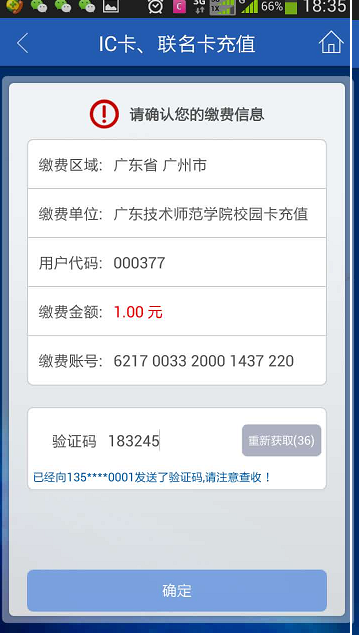 3G
1
G
66%
18:35
IC卡、联名卡充值
请确认您的缴费信息
缴费区域: 广东省 广州市
缴费单位: 广东技术师范学院校园卡充值
用户代码: 000377
缴费金额: 1.00 元
缴费账号: 6217 0033 2000 1437 220
验证码 183245
重新获取(36)
已经向135****0001发送了验证码,请注意查收！
确定